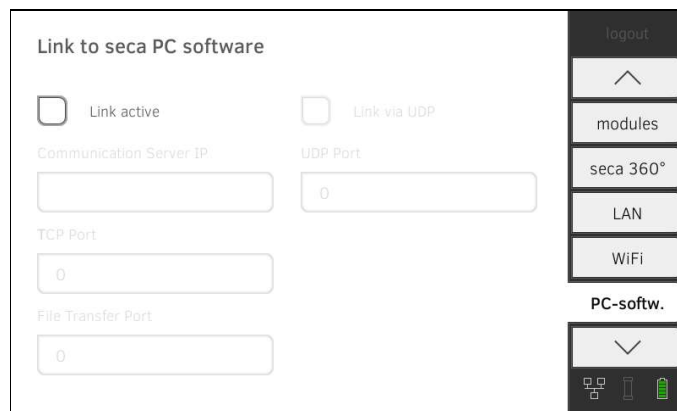 Link to seca PC software
Link active
Link via UDP
Communication Server IP
UDP Port
0
TCP Port
0
File Transfer Port
0
logout
modules
seca 360°
LAN
WiFi
PC-softw.